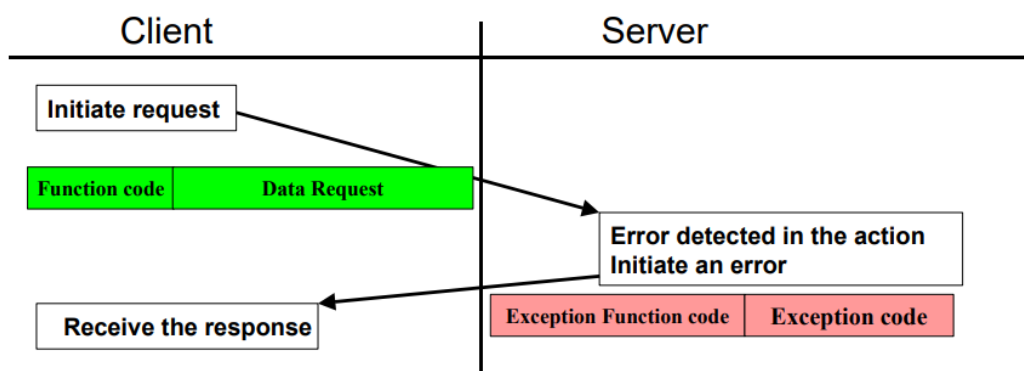 Client
Server
Initiate request
Function code
Data Request
Error detected in the action
Initiate an error
Receive the response
Exception Function code
Exception code